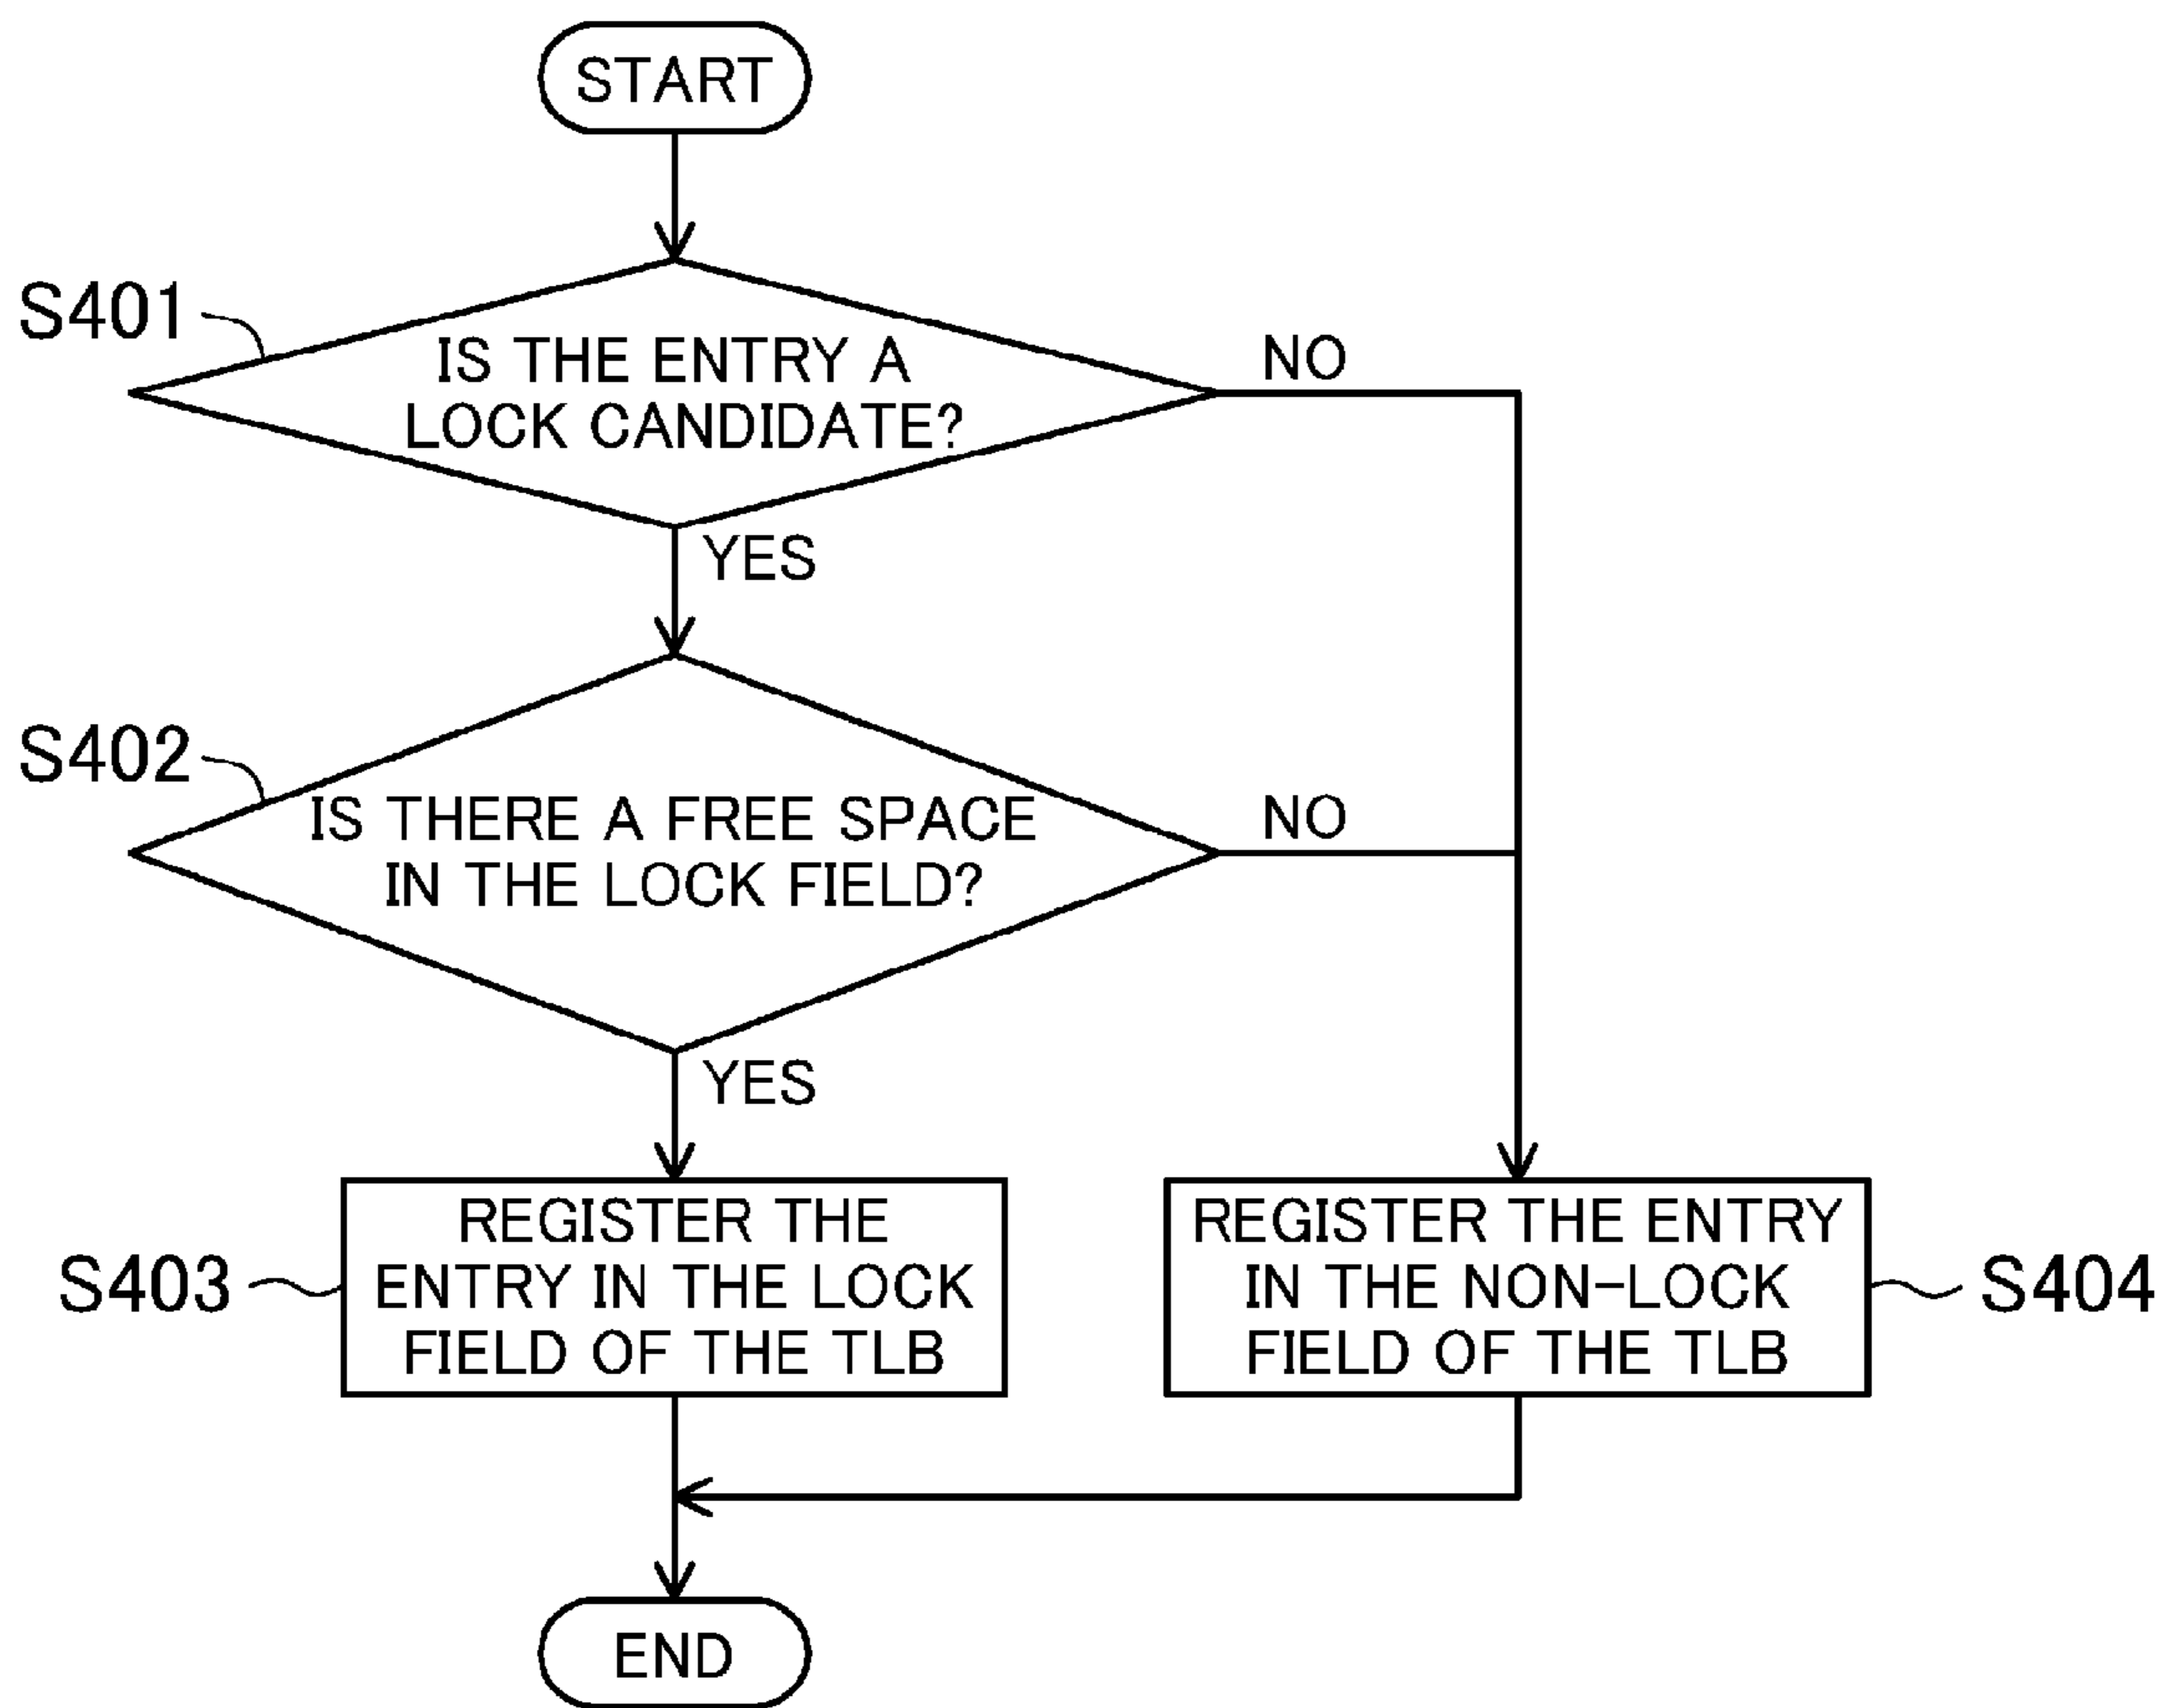 START
S401
IS THE ENTRY A
LOCK CANDIDATE?
NO
YES
S402
IS THERE A FREE SPACE
IN THE LOCK FIELD?
NO
YES
S403
REGISTER THE
ENTRY IN THE LOCK
FIELD OF THE TLB
REGISTER THE ENTRY
IN THE NON-LOCK
FIELD OF THE TLB
S404
END